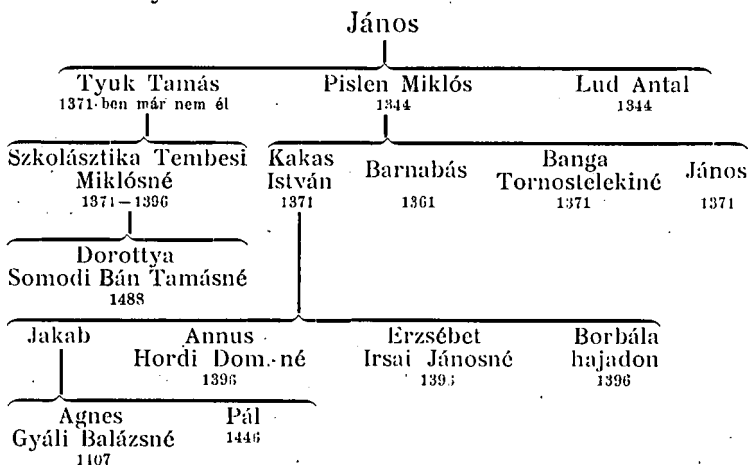 János
Tyuk Tamás Pislen Miklós Lud Antal
1371-ben már nem él 1344 1344
Szkolásztika Tembesi Kakas Barnabás Banga János
Miklósné István Tornostelekiné
1371–1396 1371 1361 1371 1371
Dorottya
Somodi Bán Tamásné
1488
Jakab Annus Erzsébet Borbála
Hordi Dom.-né Irsai Jánosné hajadon
1396 1396
Agnes Pál
Gyáli Balázsné 1446
1407